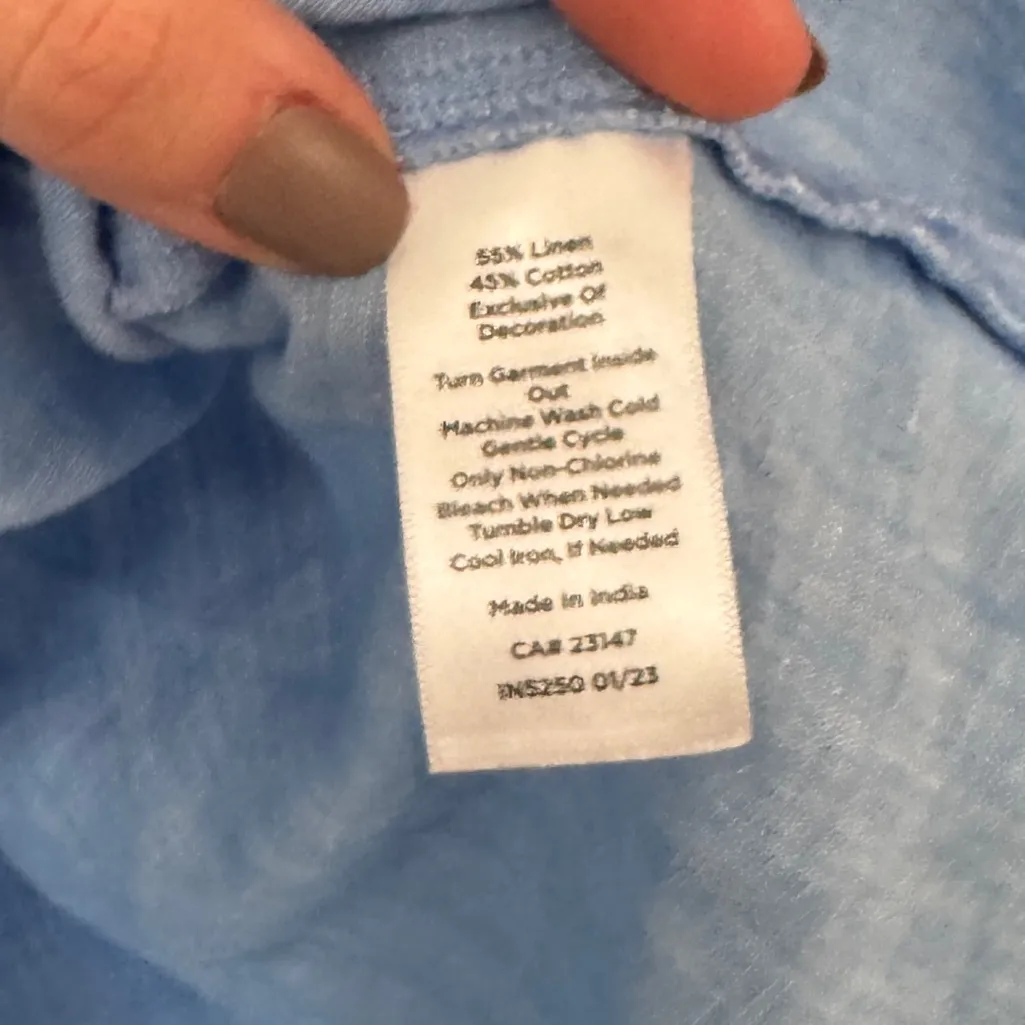 55% Linen
45% Cotton
Exclusive Of
Decoration
Turn Garment Inside
Out
Machine Wash Cold
Gentle Cycle
Only Non-Chlorine
Bleach When Needed
Tumble Dry Low
Cool Iron, If Needed
Made In India
CA# 23147
INS250 01/23